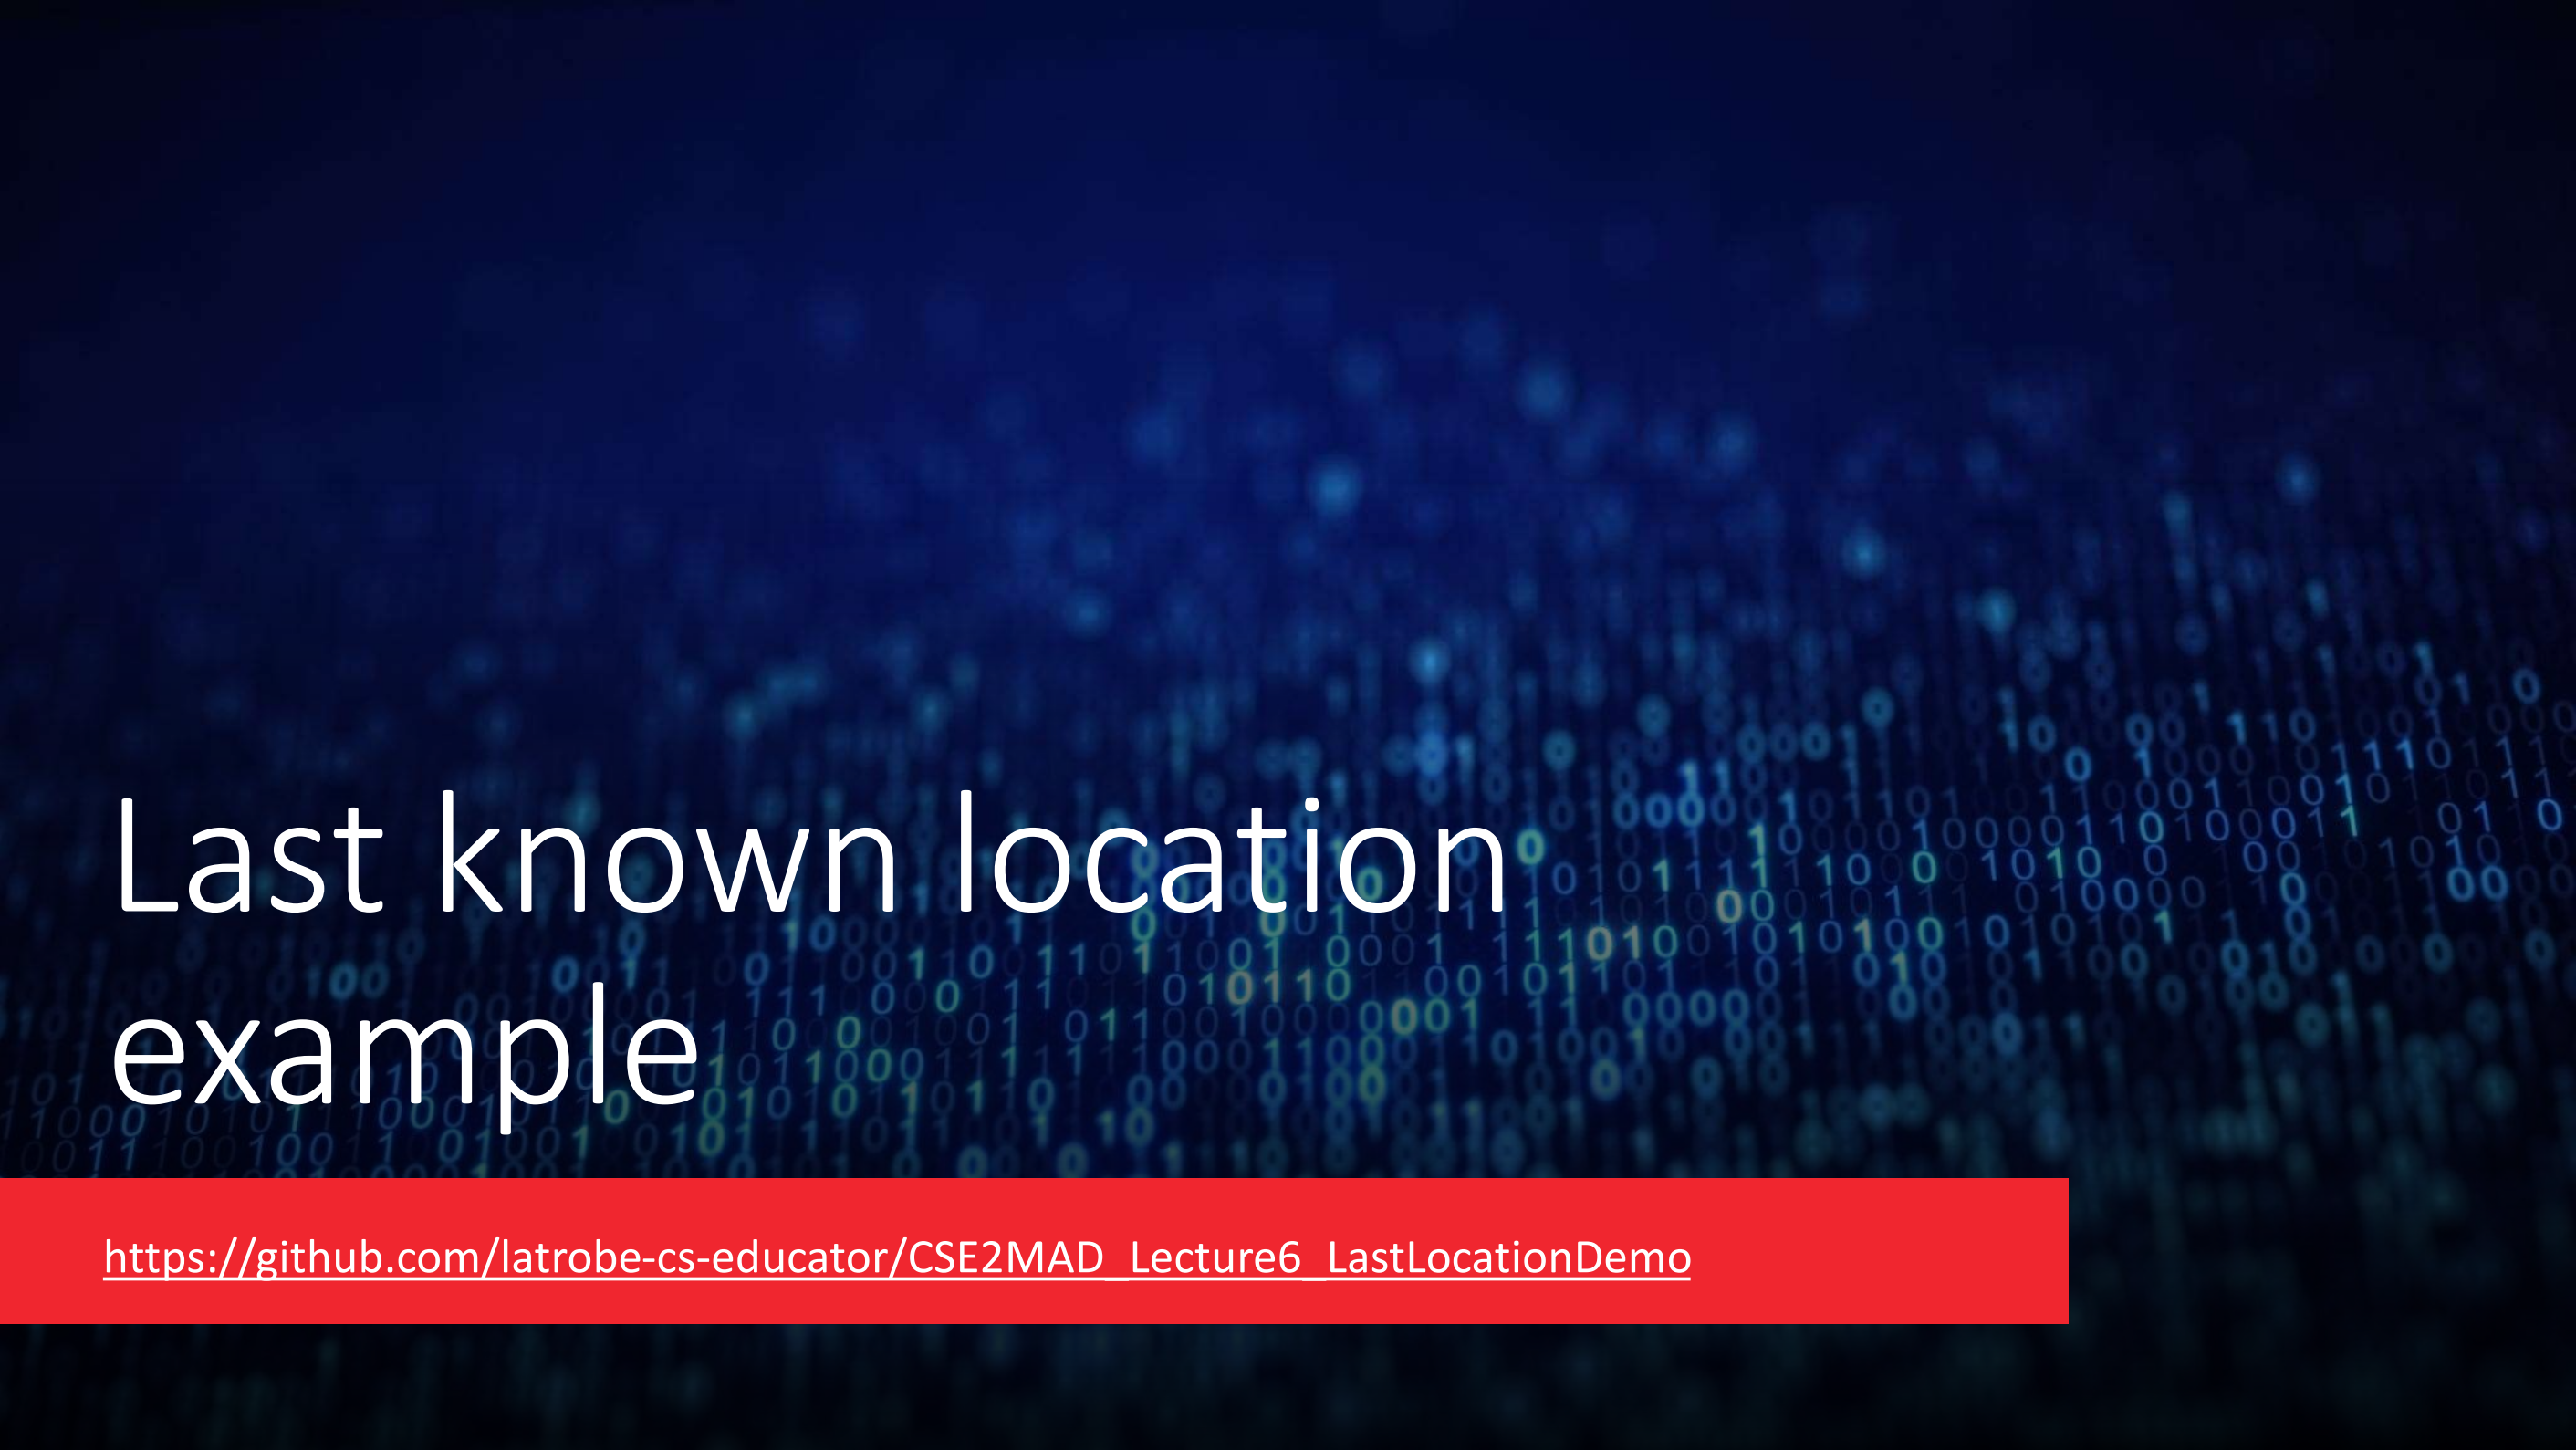 Last known location
example
https://github.com/latrobe-cs-educator/CSE2MAD_Lecture6_LastLocationDemo